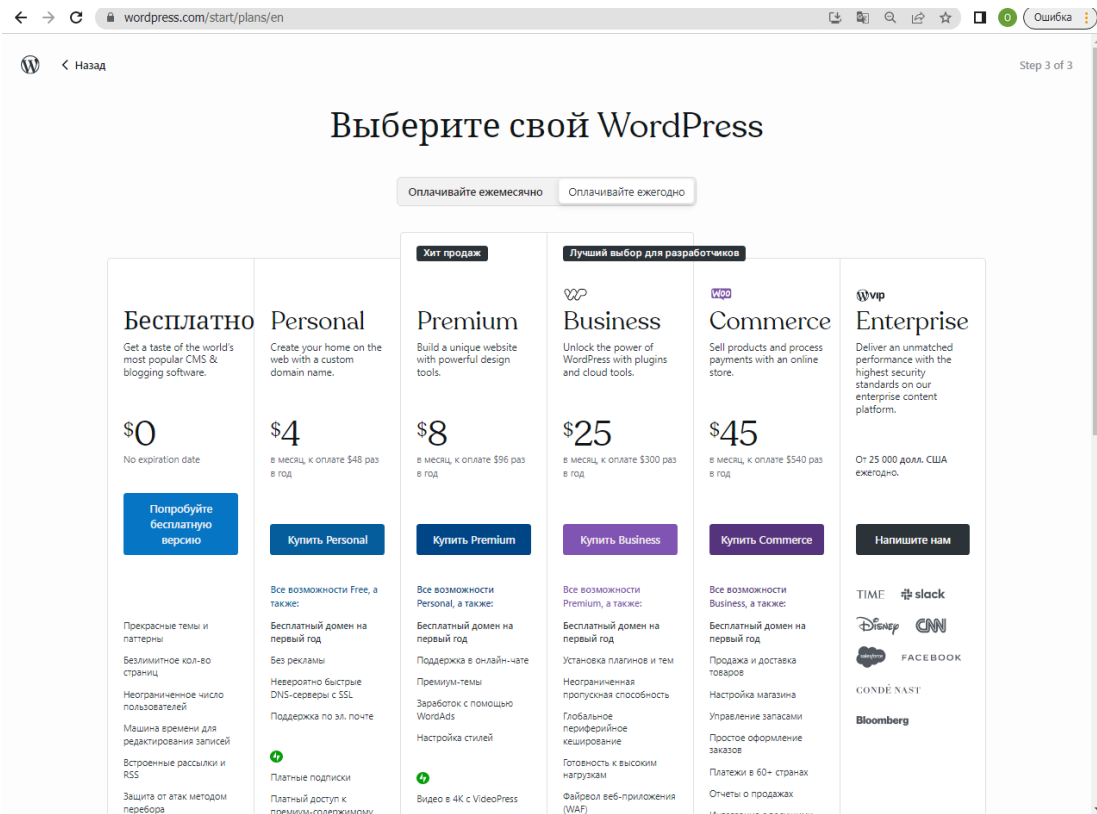 wordpress.com/start/plans/en
О
Ошибка
Назад
Step 3 of 3
Выберите свой WordPress
Оплачивайте ежемесячно
Оплачивайте ежегодно
Бесплатно
Get a taste of the world's
most popular CMS &
blogging software.
$0
No expiration date
Попробуйте
бесплатную
версию
Прекрасные темы и
паттерны
Безлимитное кол-во
страниц
Неограниченное число
пользователей
Машина времени для
редактирования записей
Встроенные рассылки и
RSS
Защита от атак методом
перебора
Personal
Create your home on the
web with a custom
domain name.
$4
в месяц, к оплате $48 раз
в год
Купить Personal
Все возможности Free, а
также:
Бесплатный домен на
первый год
Без рекламы
Невероятно быстрые
DNS-серверы с SSL
Поддержка по эл. почте
Платные подписки
Платный доступ к
премиум-содержимому
Хит продаж
Premium
Build a unique website
with powerful design
tools.
$8
в месяц, к оплате $96 раз
в год
Купить Premium
Все возможности
Personal, а также:
Бесплатный домен на
первый год
Поддержка в онлайн-чате
Премиум-темы
Заработок с помощью
WordAds
Настройка стилей
Видео в 4K с VideoPress
Лучший выбор для разработчиков
Business
Unlock the power of
WordPress with plugins
and cloud tools.
$25
в месяц, к оплате $300 раз
в год
Купить Business
Все возможности
Premium, а также:
Бесплатный домен на
первый год
Установка плагинов и тем
Неограниченная
пропускная способность
Глобальное
периферийное
кеширование
Готовность к высоким
нагрузкам
Файрвол веб-приложения
(WAF)
Woo
Commerce
Sell products and process
payments with an online
store.
$45
в месяц, к оплате $540 раз
в год
Купить Commerce
Все возможности
Business, а также:
Бесплатный домен на
первый год
Продажа и доставка
товаров
Настройка магазина
Управление запасами
Простое оформление
заказов
Платежи в 60+ странах
Отчеты о продажах
vip
Enterprise
Deliver an unmatched
performance with the
highest security
standards on our
enterprise content
platform.
От 25 000 долл. США
ежегодно.
Напишите нам
TIME slack
Disney CNN
salesforce FACEBOOK
CONDÉ NAST
Bloomberg